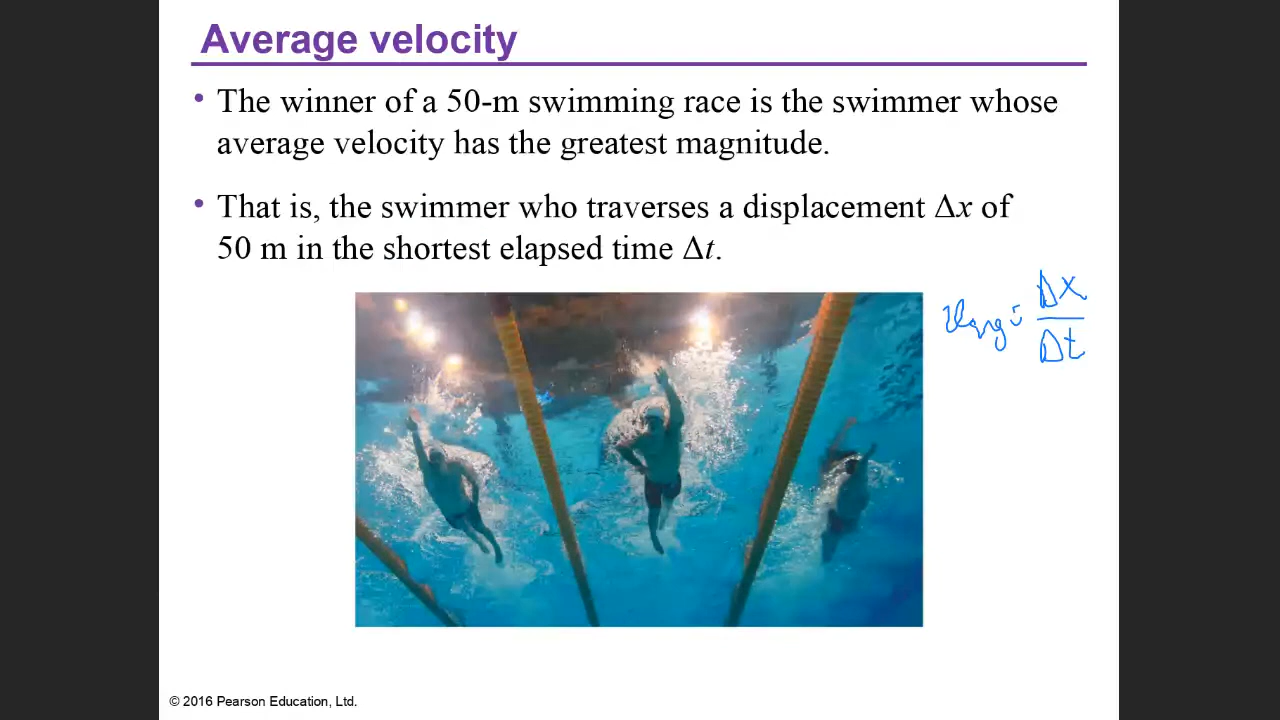 Average velocity
• The winner of a 50-m swimming race is the swimmer whose
average velocity has the greatest magnitude.
• That is, the swimmer who traverses a displacement Δx of
50 m in the shortest elapsed time Δt.
vavg = Δx
Δt
© 2016 Pearson Education, Ltd.